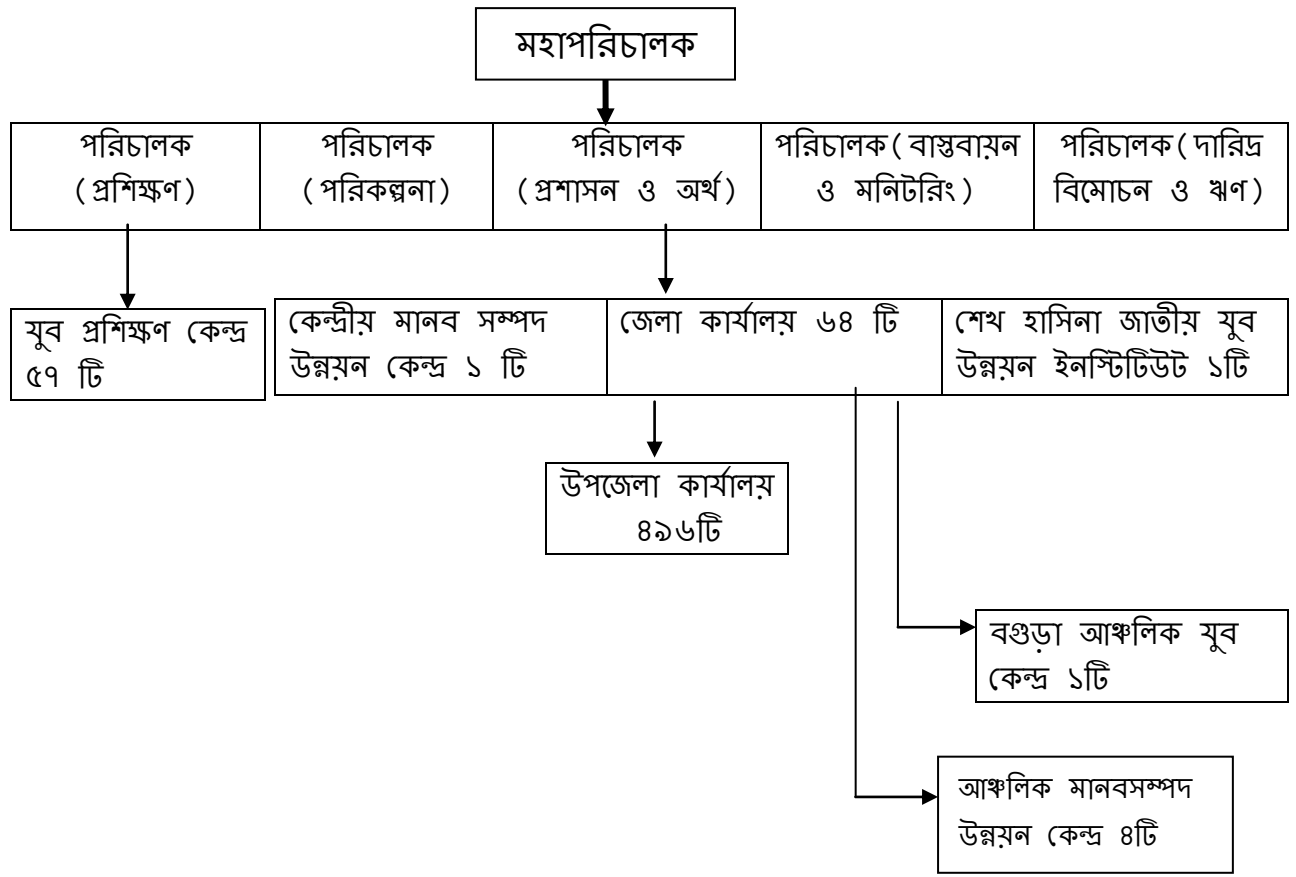 মহাপরিচালক
পরিচালক
(প্রশিক্ষণ)
পরিচালক
(পরিকল্পনা)
পরিচালক
(প্রশাসন ও অর্থ)
পরিচালক(বাস্তবায়ন
ও মনিটরিং)
পরিচালক(দারিদ্র
বিমোচন ও ঋণ)
যুব প্রশিক্ষণ কেন্দ্র
৫৭ টি
কেন্দ্রীয় মানব সম্পদ
উন্নয়ন কেন্দ্র ১ টি
জেলা কার্যালয় ৬৪ টি
শেখ হাসিনা জাতীয় যুব
উন্নয়ন ইনস্টিটিউট ১টি
উপজেলা কার্যালয়
৪৯৬টি
বগুড়া আঞ্চলিক যুব
কেন্দ্র ১টি
আঞ্চলিক মানবসম্পদ
উন্নয়ন কেন্দ্র ৪টি